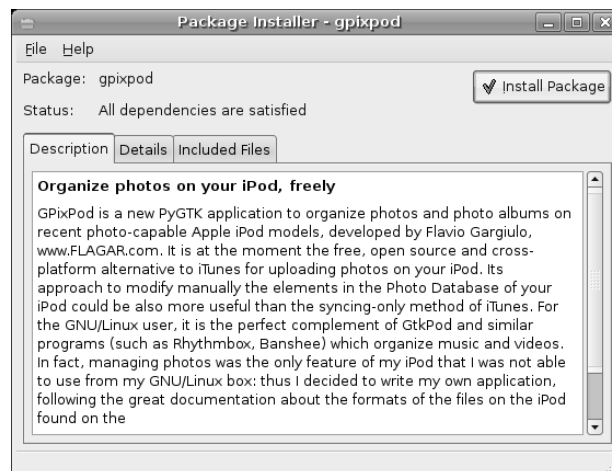 Package Installer - gpixpod
File Help
Package: gpixpod
Install Package
Status: All dependencies are satisfied
Description Details Included Files
Organize photos on your iPod, freely
GPixPod is a new PyGTK application to organize photos and photo albums on
recent photo-capable Apple iPod models, developed by Flavio Gargiulo,
www.FLAGAR.com. It is at the moment the free, open source and cross-
platform alternative to iTunes for uploading photos on your iPod. Its
approach to modify manually the elements in the Photo Database of your
iPod could be also more useful than the syncing-only method of iTunes. For
the GNU/Linux user, it is the perfect complement of GtkPod and similar
programs (such as Rhythmbox, Banshee) which organize music and videos.
In fact, managing photos was the only feature of my iPod that I was not able
to use from my GNU/Linux box: thus I decided to write my own application,
following the great documentation about the formats of the files on the iPod
found on the